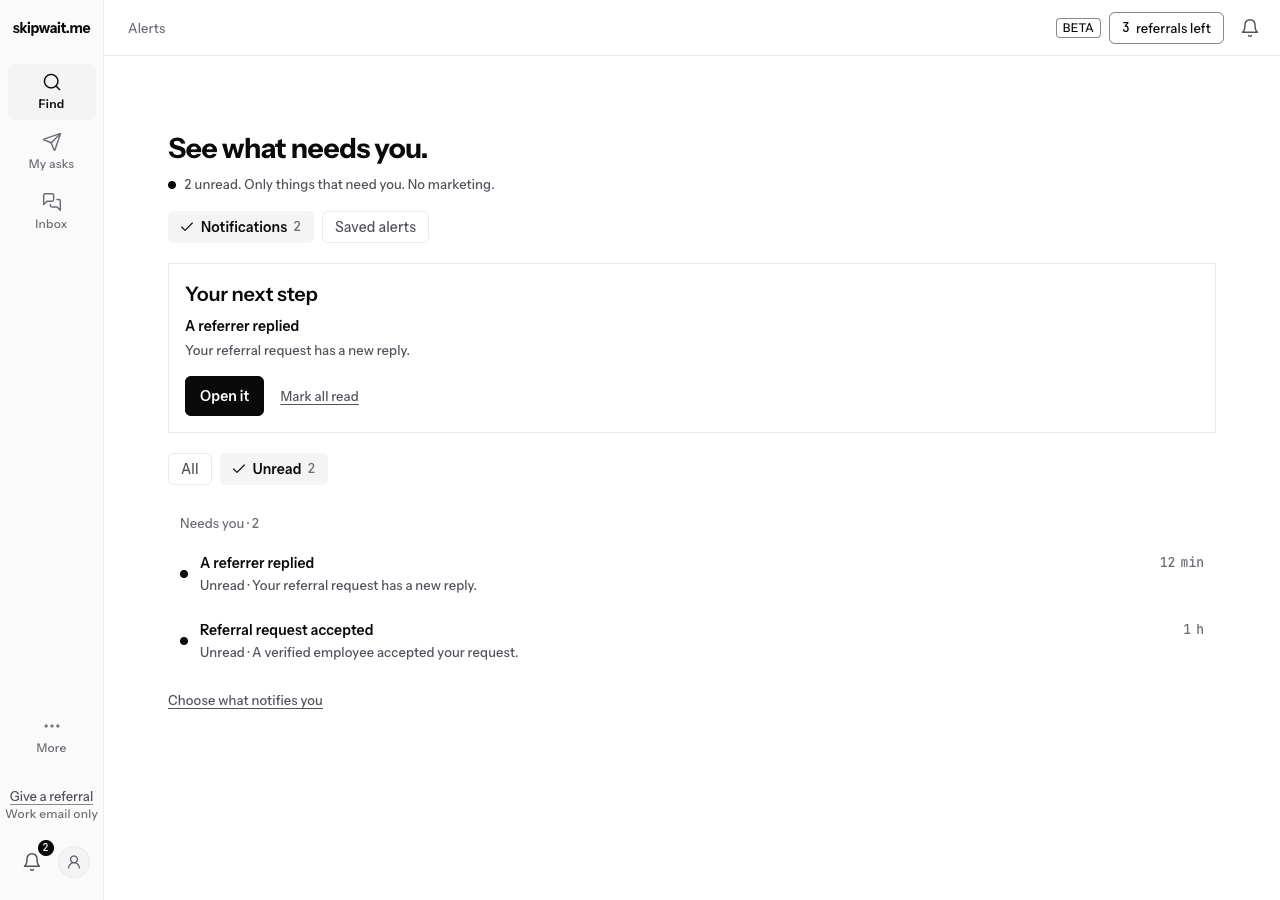 skipwait.me
Find
My asks
Inbox
More
Give a referral
Work email only
2
Alerts
BETA
3 referrals left
See what needs you.
2 unread. Only things that need you. No marketing.
Notifications 2
Saved alerts
Your next step
A referrer replied
Your referral request has a new reply.
Open it
Mark all read
All
Unread 2
Needs you · 2
A referrer replied
12 min
Unread · Your referral request has a new reply.
Referral request accepted
1 h
Unread · A verified employee accepted your request.
Choose what notifies you